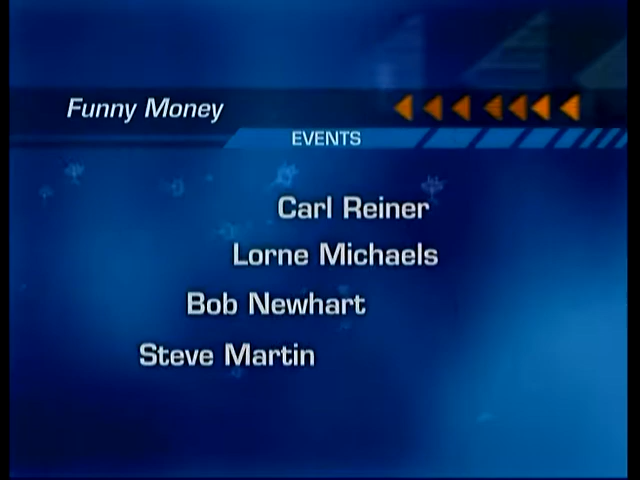 Funny Money
EVENTS
Carl Reiner
Lorne Michaels
Bob Newhart
Steve Martin